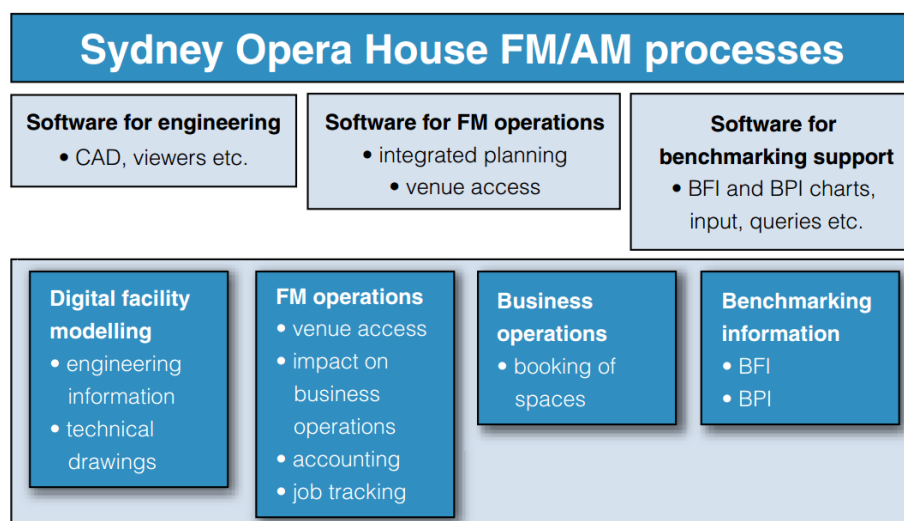 Sydney Opera House FM/AM processes
Software for engineering
• CAD, viewers etc.
Software for FM operations
• integrated planning
• venue access
Software for
benchmarking support
• BFI and BPI charts,
input, queries etc.
Digital facility
modelling
• engineering
information
• technical
drawings
FM operations
• venue access
• impact on
business
operations
• accounting
• job tracking
Business
operations
• booking of
spaces
Benchmarking
information
• BFI
• BPI